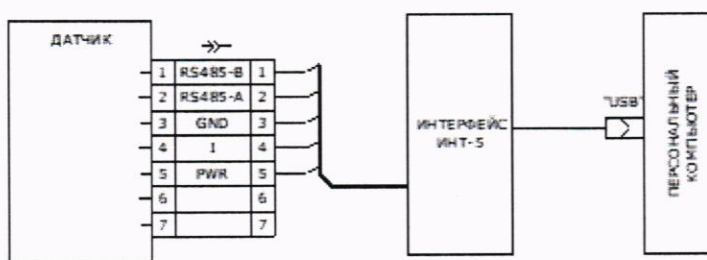 ДАТЧИК
1 RS485-B 1
2 RS485-A 2
3 GND 3
4 I 4
5 PWR 5
6 6
7 7
ИНТЕРФЕЙС
ИНТ-5
"USB"
ПЕРСОНАЛЬНЫЙ
КОМПЬЮТЕР